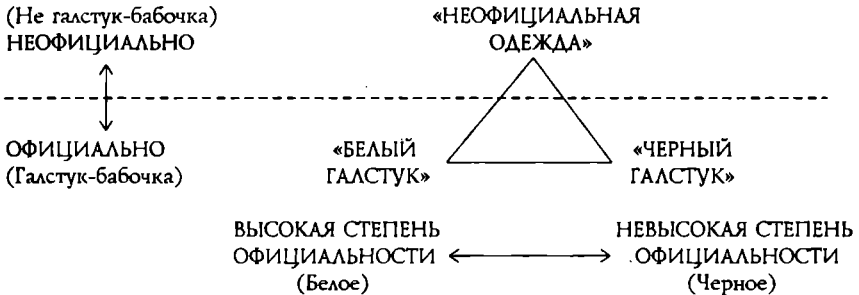 (Не галстук-бабочка)
НЕОФИЦИАЛЬНО
«НЕОФИЦИАЛЬНАЯ
ОДЕЖДА»
ОФИЦИАЛЬНО
(Галстук-бабочка)
«БЕЛЫЙ
ГАЛСТУК»
«ЧЕРНЫЙ
ГАЛСТУК»
ВЫСОКАЯ СТЕПЕНЬ
ОФИЦИАЛЬНОСТИ
(Белое)
НЕВЫСОКАЯ СТЕПЕНЬ
ОФИЦИАЛЬНОСТИ
(Черное)